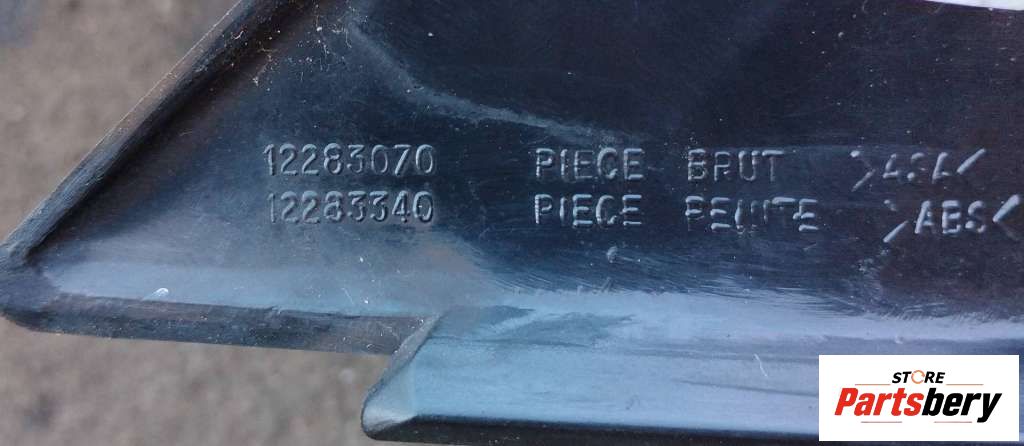 12283070 PIECE BRUT >ASA<
12283340 PIECE PEINTE >ABS<
STORE
Partsbery